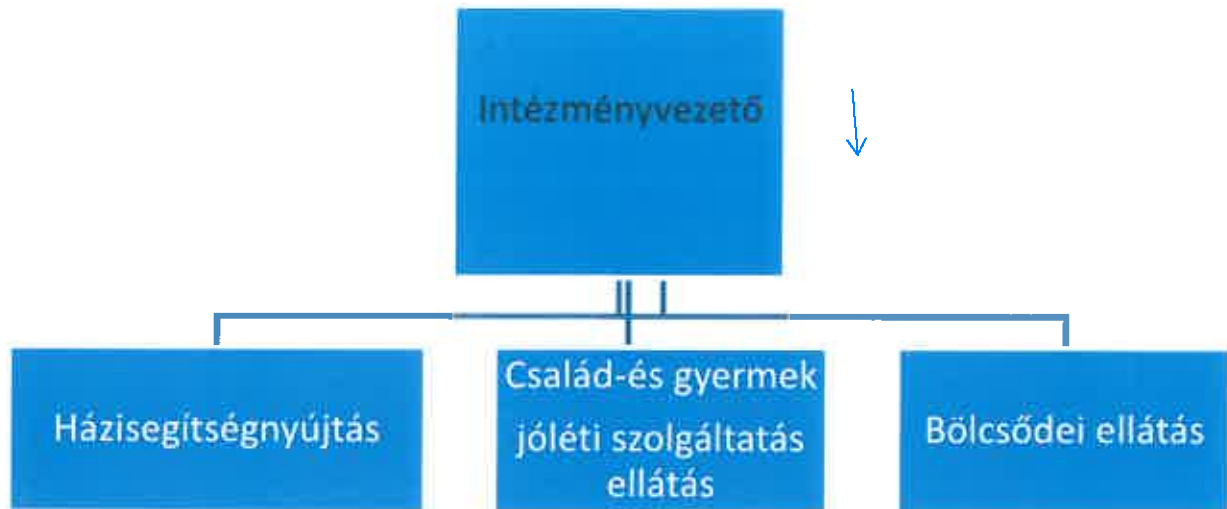 Intézményvezető
Házisegítségnyújtás
Család-és gyermek
jóléti szolgáltatás
ellátás
Bölcsődei ellátás